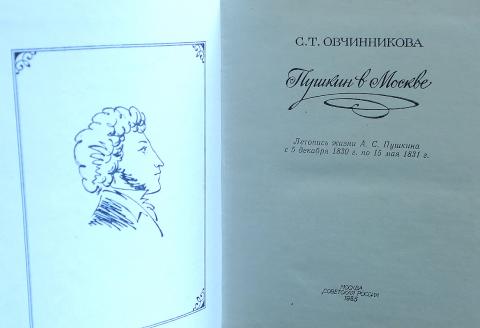 С. Т. ОВЧИННИКОВА
Пушкин в Москве
Летопись жизни А. С. Пушкина
с 5 декабря 1830 г. по 15 мая 1831 г.
МОСКВА
СОВЕТСКАЯ РОССИЯ
1985